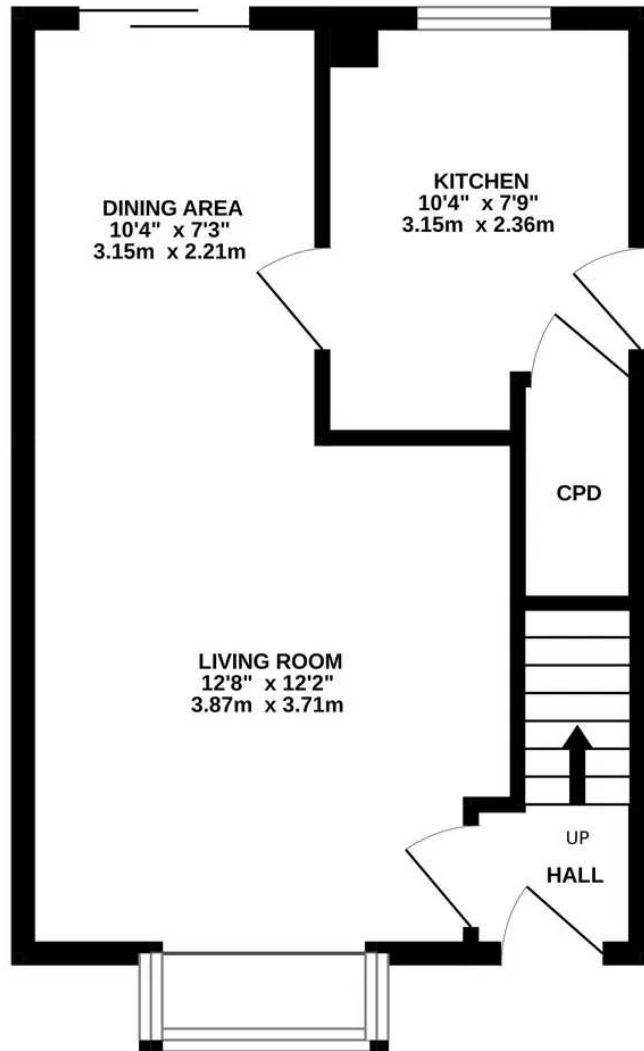 DINING AREA
10'4" x 7'3"
3.15m x 2.21m
KITCHEN
10'4" x 7'9"
3.15m x 2.36m
CPD
LIVING ROOM
12'8" x 12'2"
3.87m x 3.71m
UP
HALL